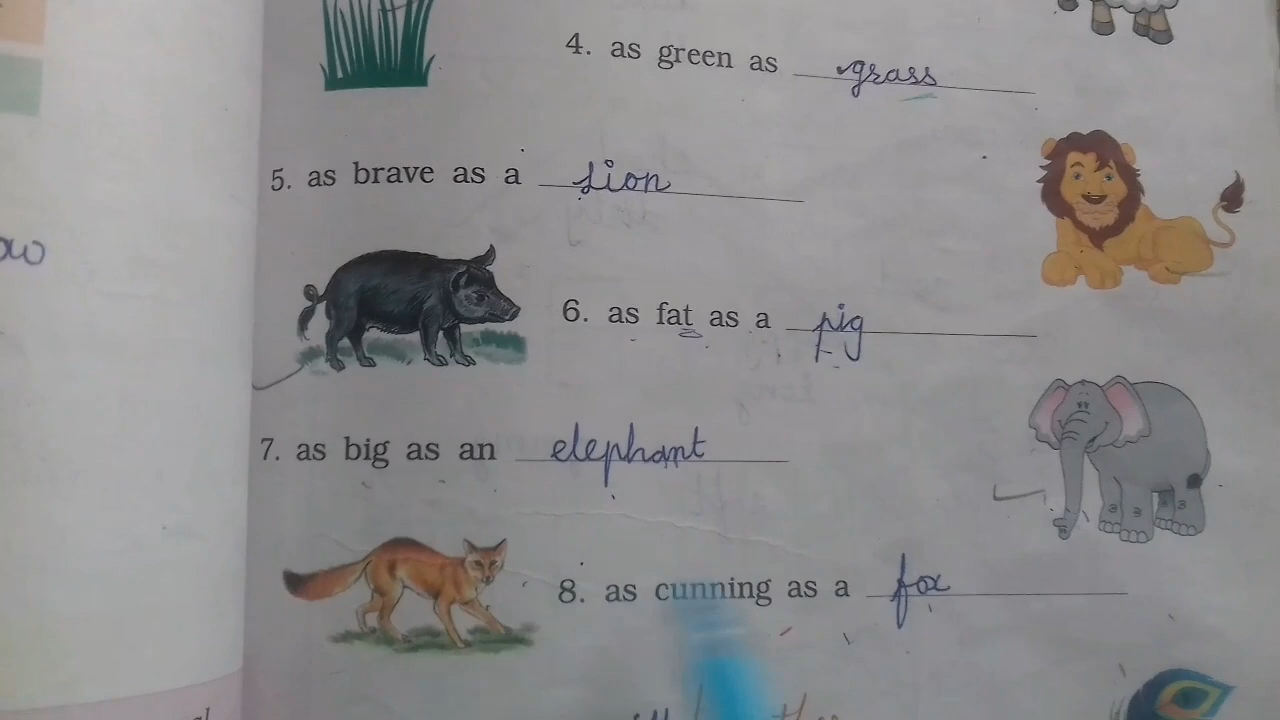 4. as green as grass
5. as brave as a lion
6. as fat as a pig
7. as big as an elephant
8. as cunning as a fox